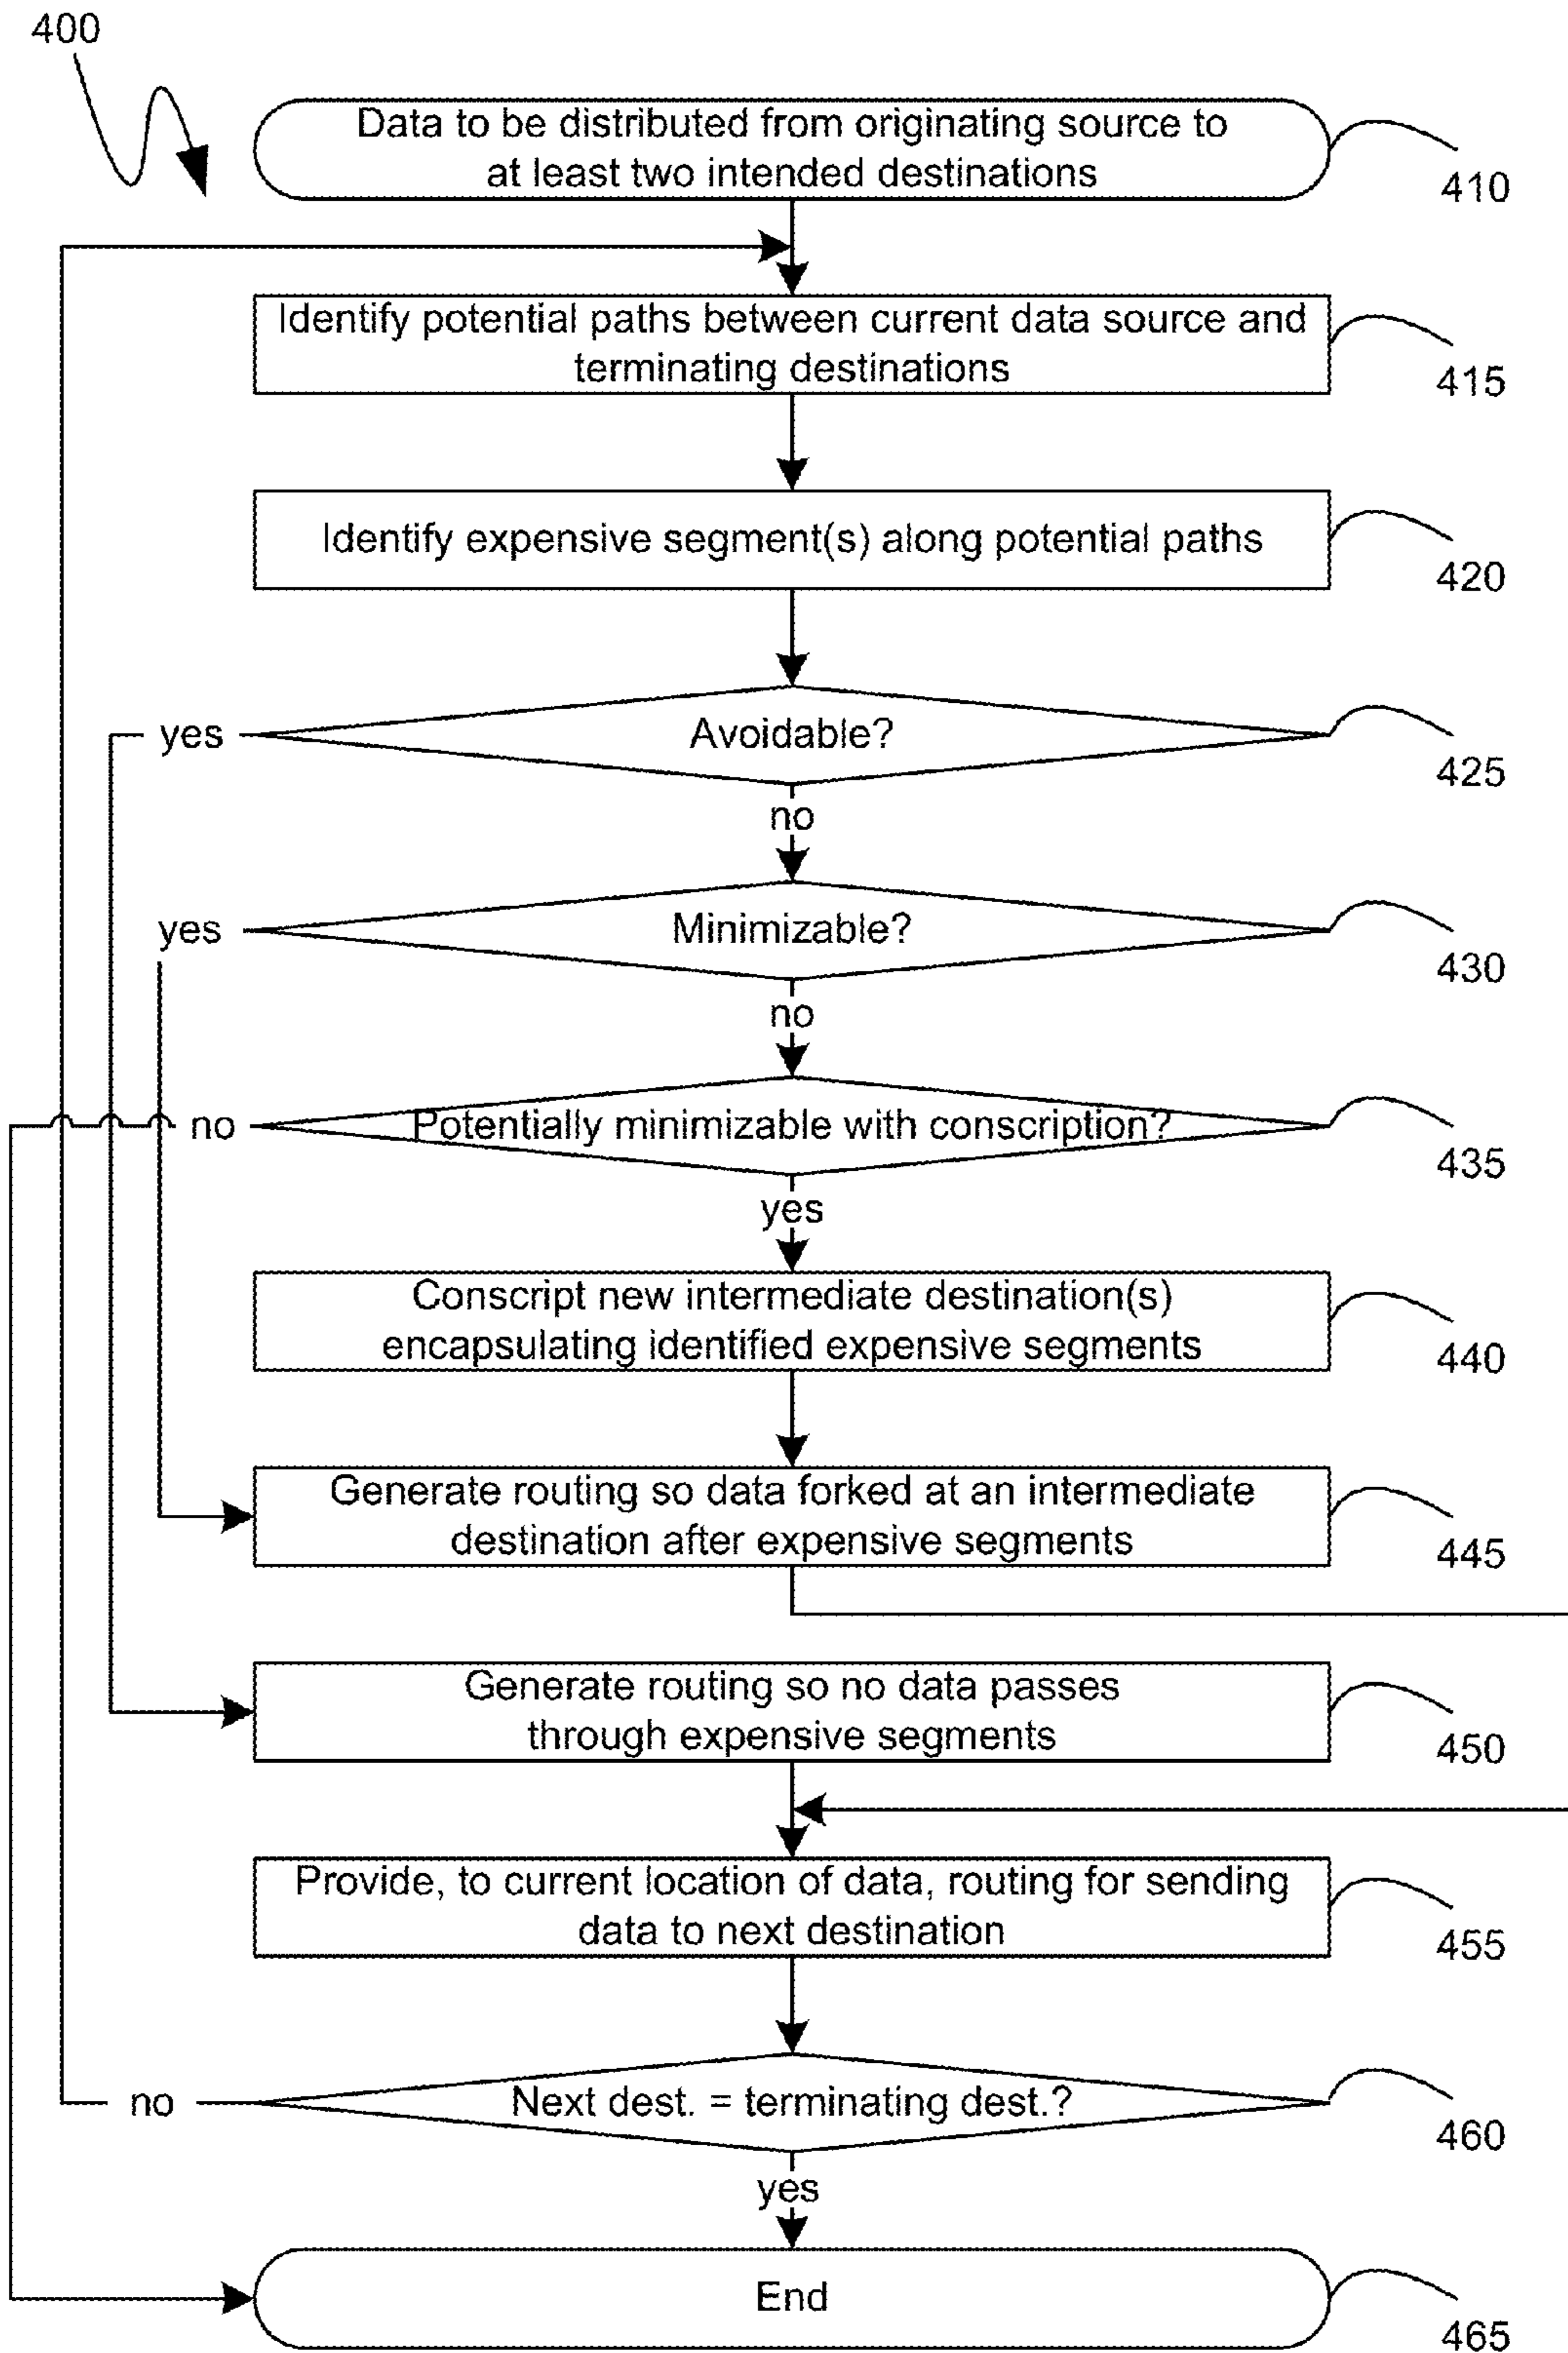 400
Data to be distributed from originating source to
at least two intended destinations
410
Identify potential paths between current data source and
terminating destinations
415
Identify expensive segment(s) along potential paths
420
yes
Avoidable?
425
no
yes
Minimizable?
430
no
no
Potentially minimizable with conscription?
435
yes
Conscript new intermediate destination(s)
encapsulating identified expensive segments
440
Generate routing so data forked at an intermediate
destination after expensive segments
445
Generate routing so no data passes
through expensive segments
450
Provide, to current location of data, routing for sending
data to next destination
455
no
Next dest. = terminating dest.?
460
yes
End
465